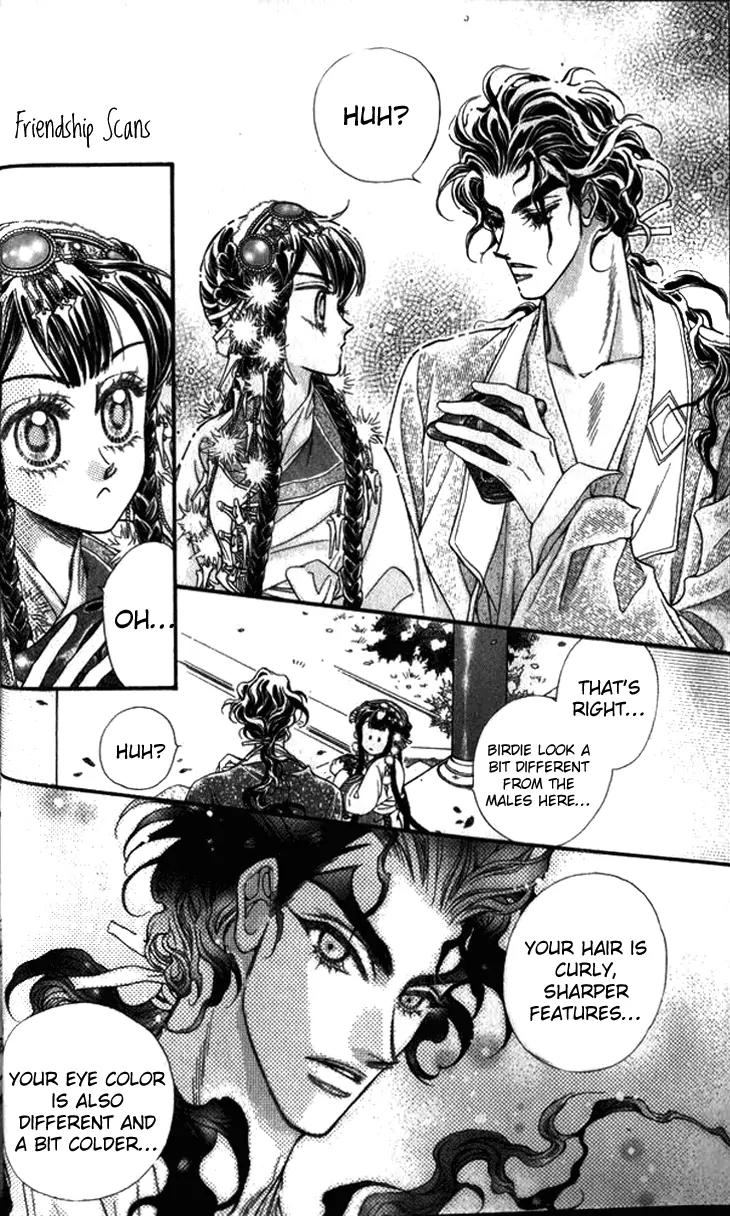 Friendship Scans
HUH?
OH...
THAT'S
RIGHT...
BIRDIE LOOK A
BIT DIFFERENT
FROM THE
MALES HERE...
HUH?
YOUR HAIR IS
CURLY,
SHARPER
FEATURES...
YOUR EYE COLOR
IS ALSO
DIFFERENT AND
A BIT COLDER...